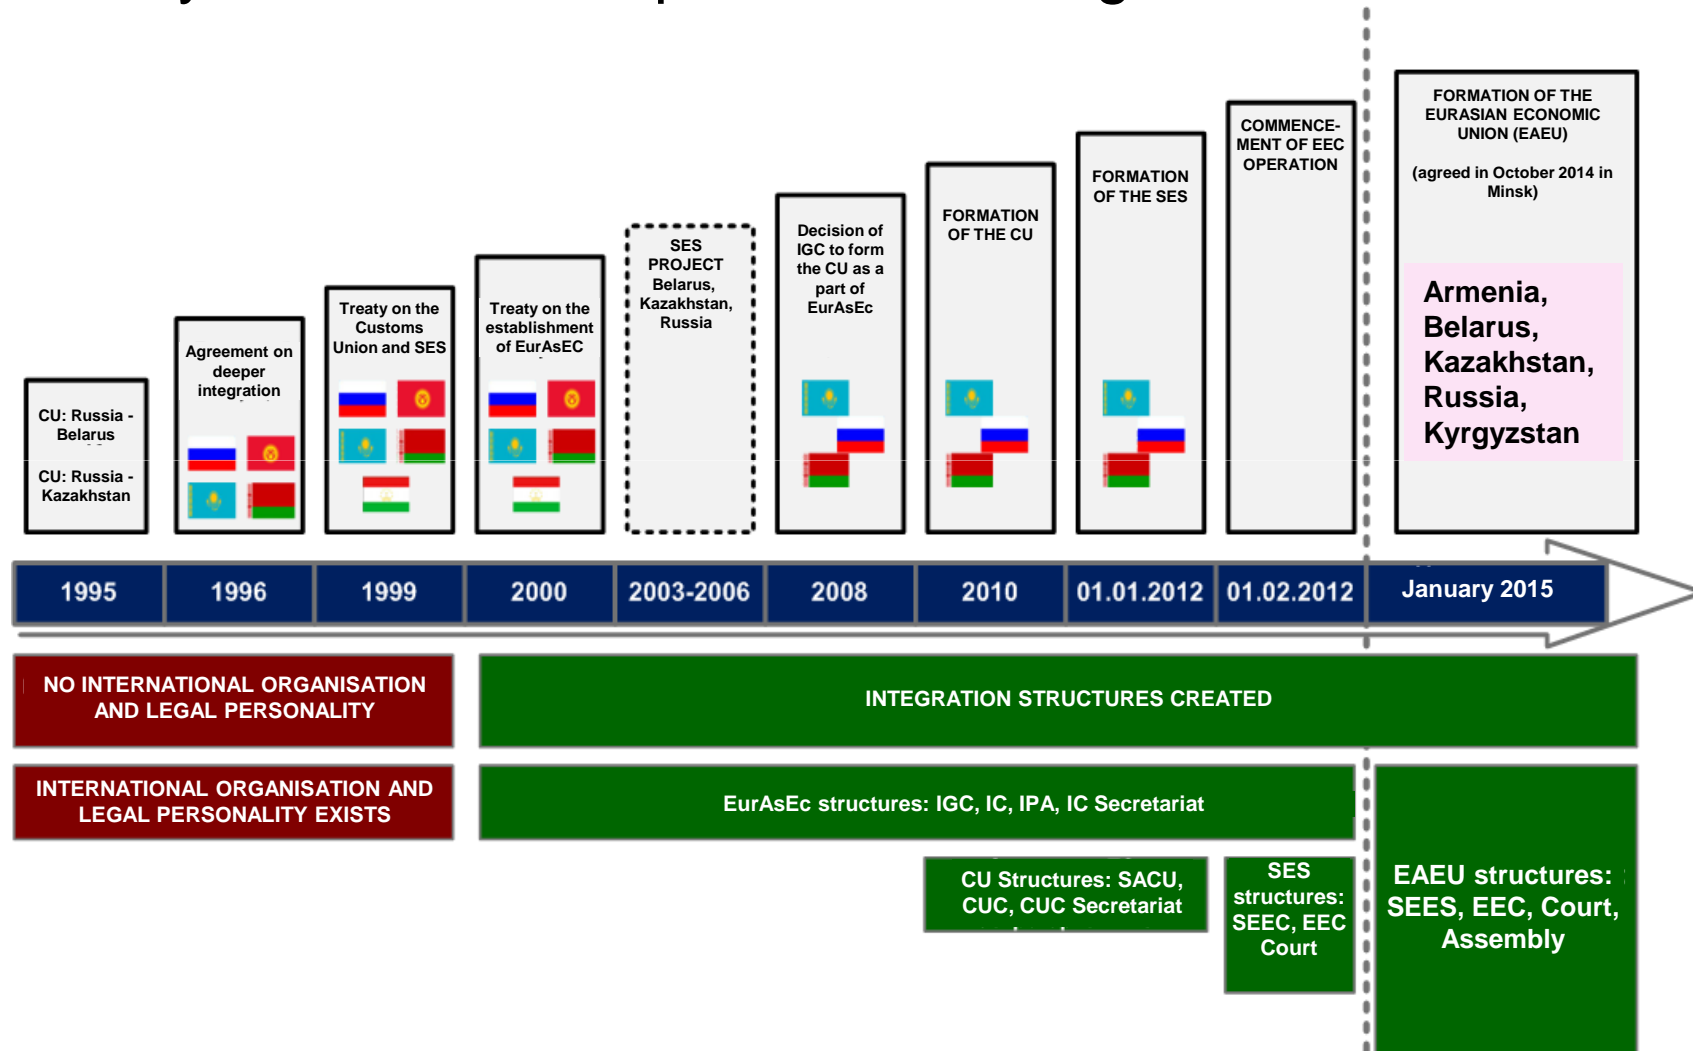 FORMATION OF THE
EURASIAN ECONOMIC
UNION (EAEU)
(agreed in October 2014 in
Minsk)
COMMENCE-
MENT OF EEC
OPERATION
FORMATION
OF THE SES
FORMATION
OF THE CU
Decision of
IGC to form
the CU as a
part of
EurAsEc
SES
PROJECT
Belarus,
Kazakhstan,
Russia
Treaty on the
establishment
of EurAsEC
Treaty on the
Customs
Union and SES
Agreement on
deeper
integration
CU: Russia -
Belarus
CU: Russia -
Kazakhstan
Armenia,
Belarus,
Kazakhstan,
Russia,
Kyrgyzstan
1995
1996
1999
2000
2003-2006
2008
2010
01.01.2012
01.02.2012
January 2015
NO INTERNATIONAL ORGANISATION
AND LEGAL PERSONALITY
INTEGRATION STRUCTURES CREATED
INTERNATIONAL ORGANISATION AND
LEGAL PERSONALITY EXISTS
EurAsEc structures: IGC, IC, IPA, IC Secretariat
CU Structures: SACU,
CUC, CUC Secretariat
SES
structures:
SEEC, EEC
Court
EAEU structures:
SEES, EEC, Court,
Assembly